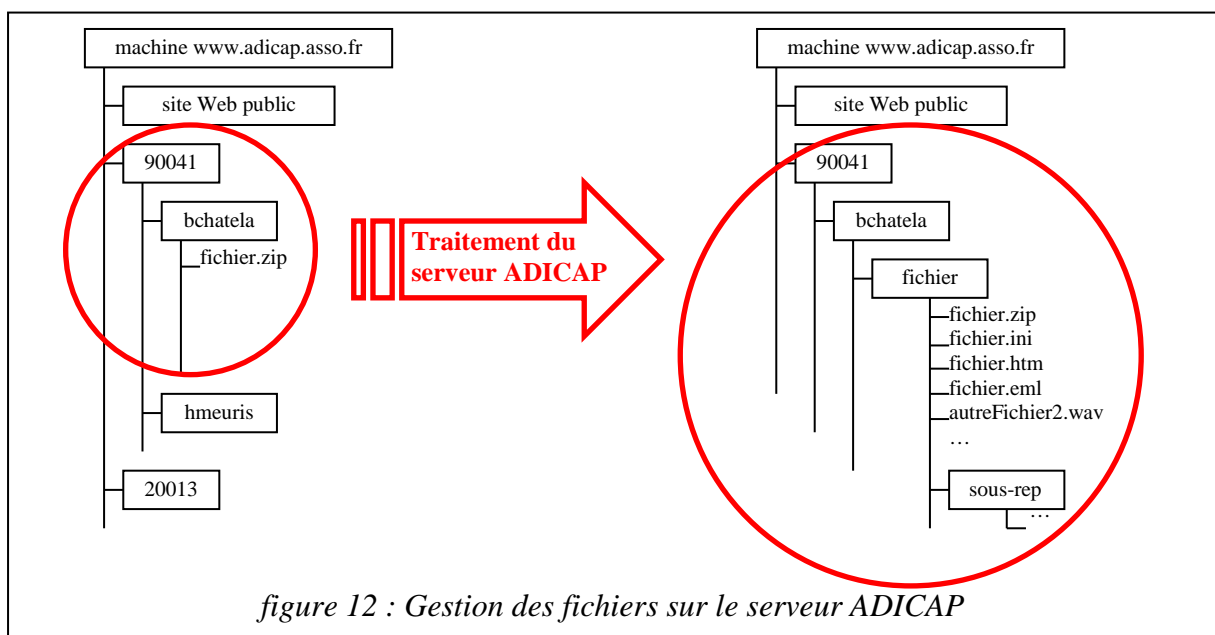 machine www.adicap.asso.fr
site Web public
90041
bchatela
fichier.zip
hmeuris
20013
Traitement du
serveur ADICAP
machine www.adicap.asso.fr
site Web public
90041
bchatela
fichier
fichier.zip
fichier.ini
fichier.htm
fichier.eml
autreFichier2.wav
…
sous-rep
…
figure 12 : Gestion des fichiers sur le serveur ADICAP